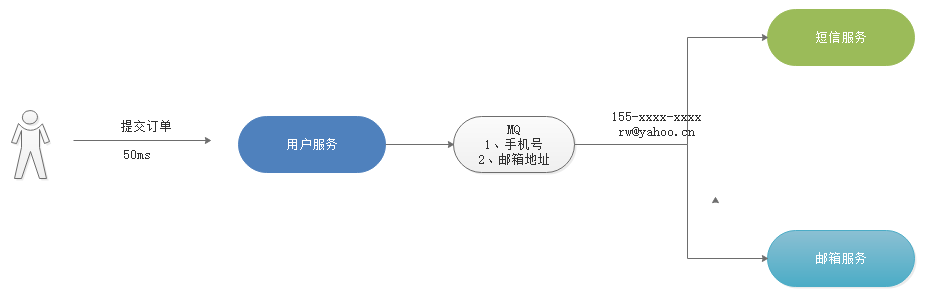 短信服务
提交订单
50ms
用户服务
MQ
1、手机号
2、邮箱地址
155-xxxx-xxxx
rw@yahoo.cn
邮箱服务